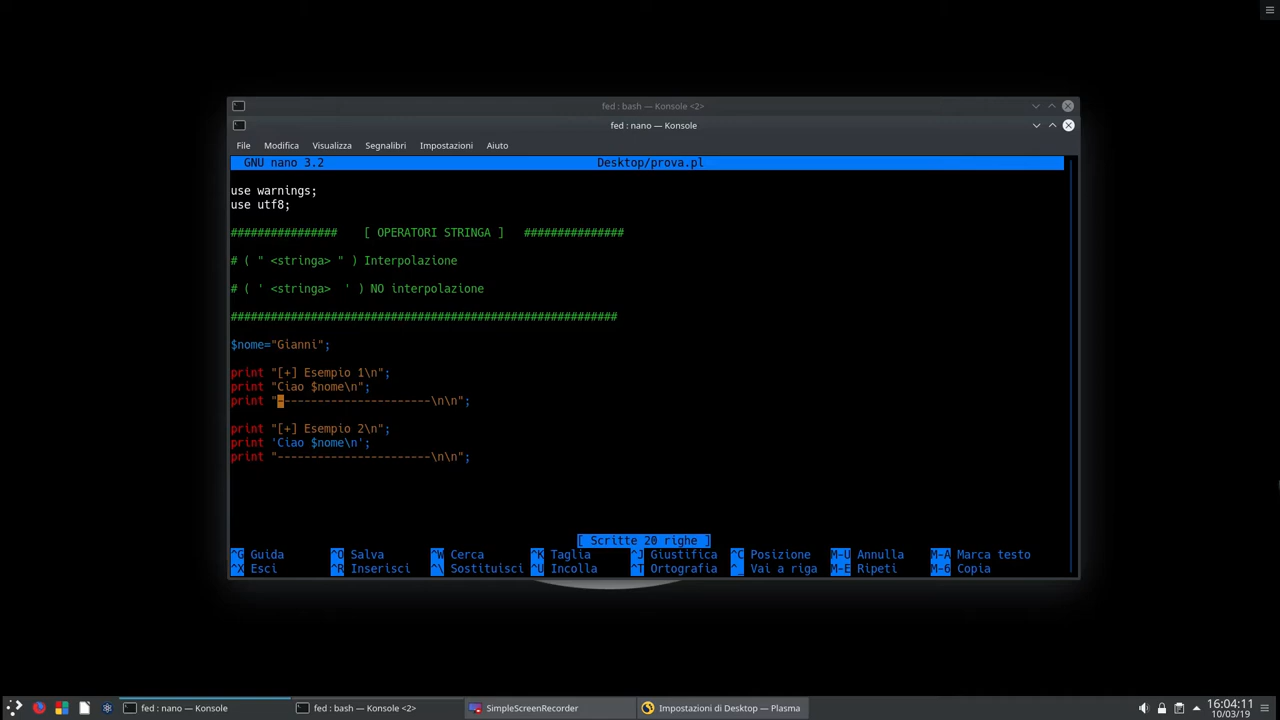 fed : bash — Konsole <2>
fed : nano — Konsole
File Modifica Visualizza Segnalibri Impostazioni Aiuto
GNU nano 3.2 Desktop/prova.pl
use warnings;
use utf8;
################ [ OPERATORI STRINGA ] ###############
# ( " <stringa> " ) Interpolazione
# ( ' <stringa> ' ) NO interpolazione
##########################################################
$nome="Gianni";
print "[+] Esempio 1\n";
print "Ciao $nome\n";
print "-----------------------\n\n";
print "[+] Esempio 2\n";
print 'Ciao $nome\n';
print "-----------------------\n\n";
[ Scritte 20 righe ]
^G Guida ^O Salva ^W Cerca ^K Taglia ^J Giustifica ^C Posizione M-U Annulla M-A Marca testo
^X Esci ^R Inserisci ^\ Sostituisci ^U Incolla ^T Ortografia ^_ Vai a riga M-E Ripeti M-6 Copia
fed : nano — Konsole fed : bash — Konsole <2> SimpleScreenRecorder Impostazioni di Desktop — Plasma 16:04:11
10/03/19